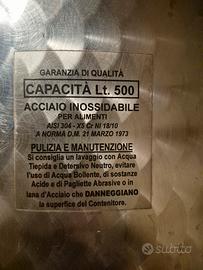 GARANZIA DI QUALITÀ
CAPACITÀ Lt. 500
ACCIAIO INOSSIDABILE
PER ALIMENTI
AISI 304 - X5 Cr Ni 18/10
A NORMA D.M. 21 MARZO 1973
PULIZIA E MANUTENZIONE
Si consiglia un lavaggio con Acqua
Tiepida e Detersivo Neutro, evitare
l'uso di Acqua Bollente, di sostanze
Acide e di Pagliette Abrasive o in
lana d'Acciaio che DANNEGGIANO
la superfice del Contenitore.
subito